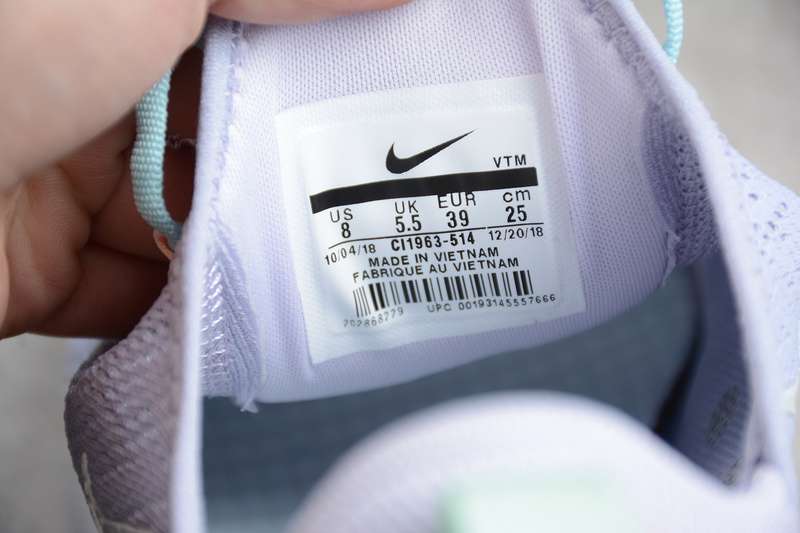 VTM
US UK EUR cm
8 5.5 39 25
10/04/18 CI1963-514 12/20/18
MADE IN VIETNAM
FABRIQUE AU VIETNAM
UPC 00193145557666